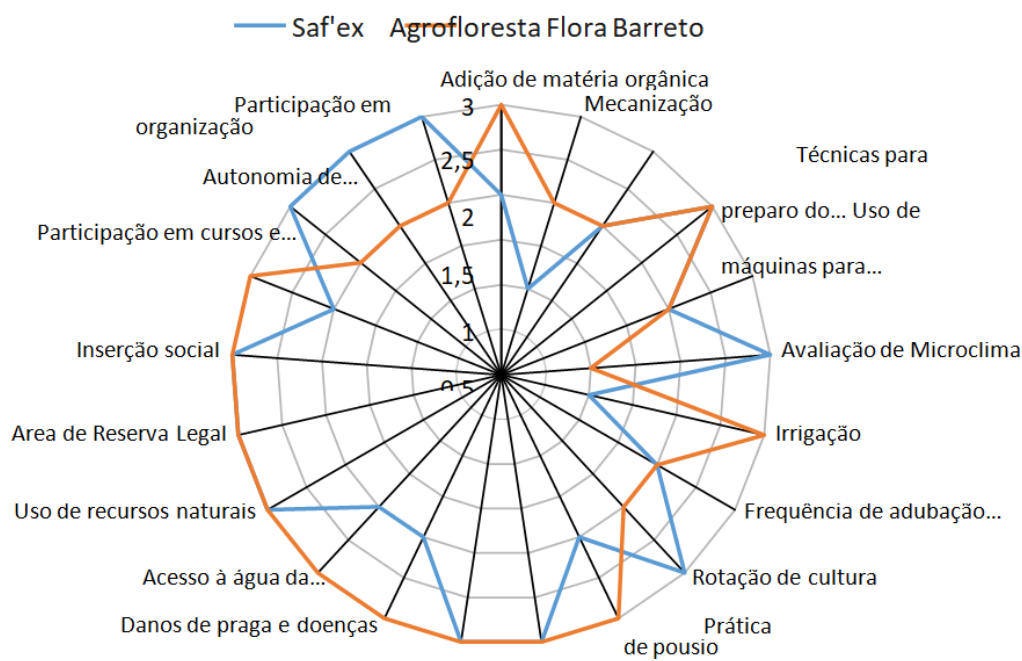 Saf'ex Agrofloresta Flora Barreto
Adição de matéria orgânica
Mecanização
Participação em
organização
Técnicas para
Autonomia de...
preparo do... Uso de
Participação em cursos e...
máquinas para...
Inserção social
Avaliação de Microclima
Area de Reserva Legal
Irrigação
Uso de recursos naturais
Frequência de adubação...
Acesso à água da...
Rotação de cultura
Danos de praga e doenças
Prática
de pousio
3
2,5
2
1,5
1
0,5